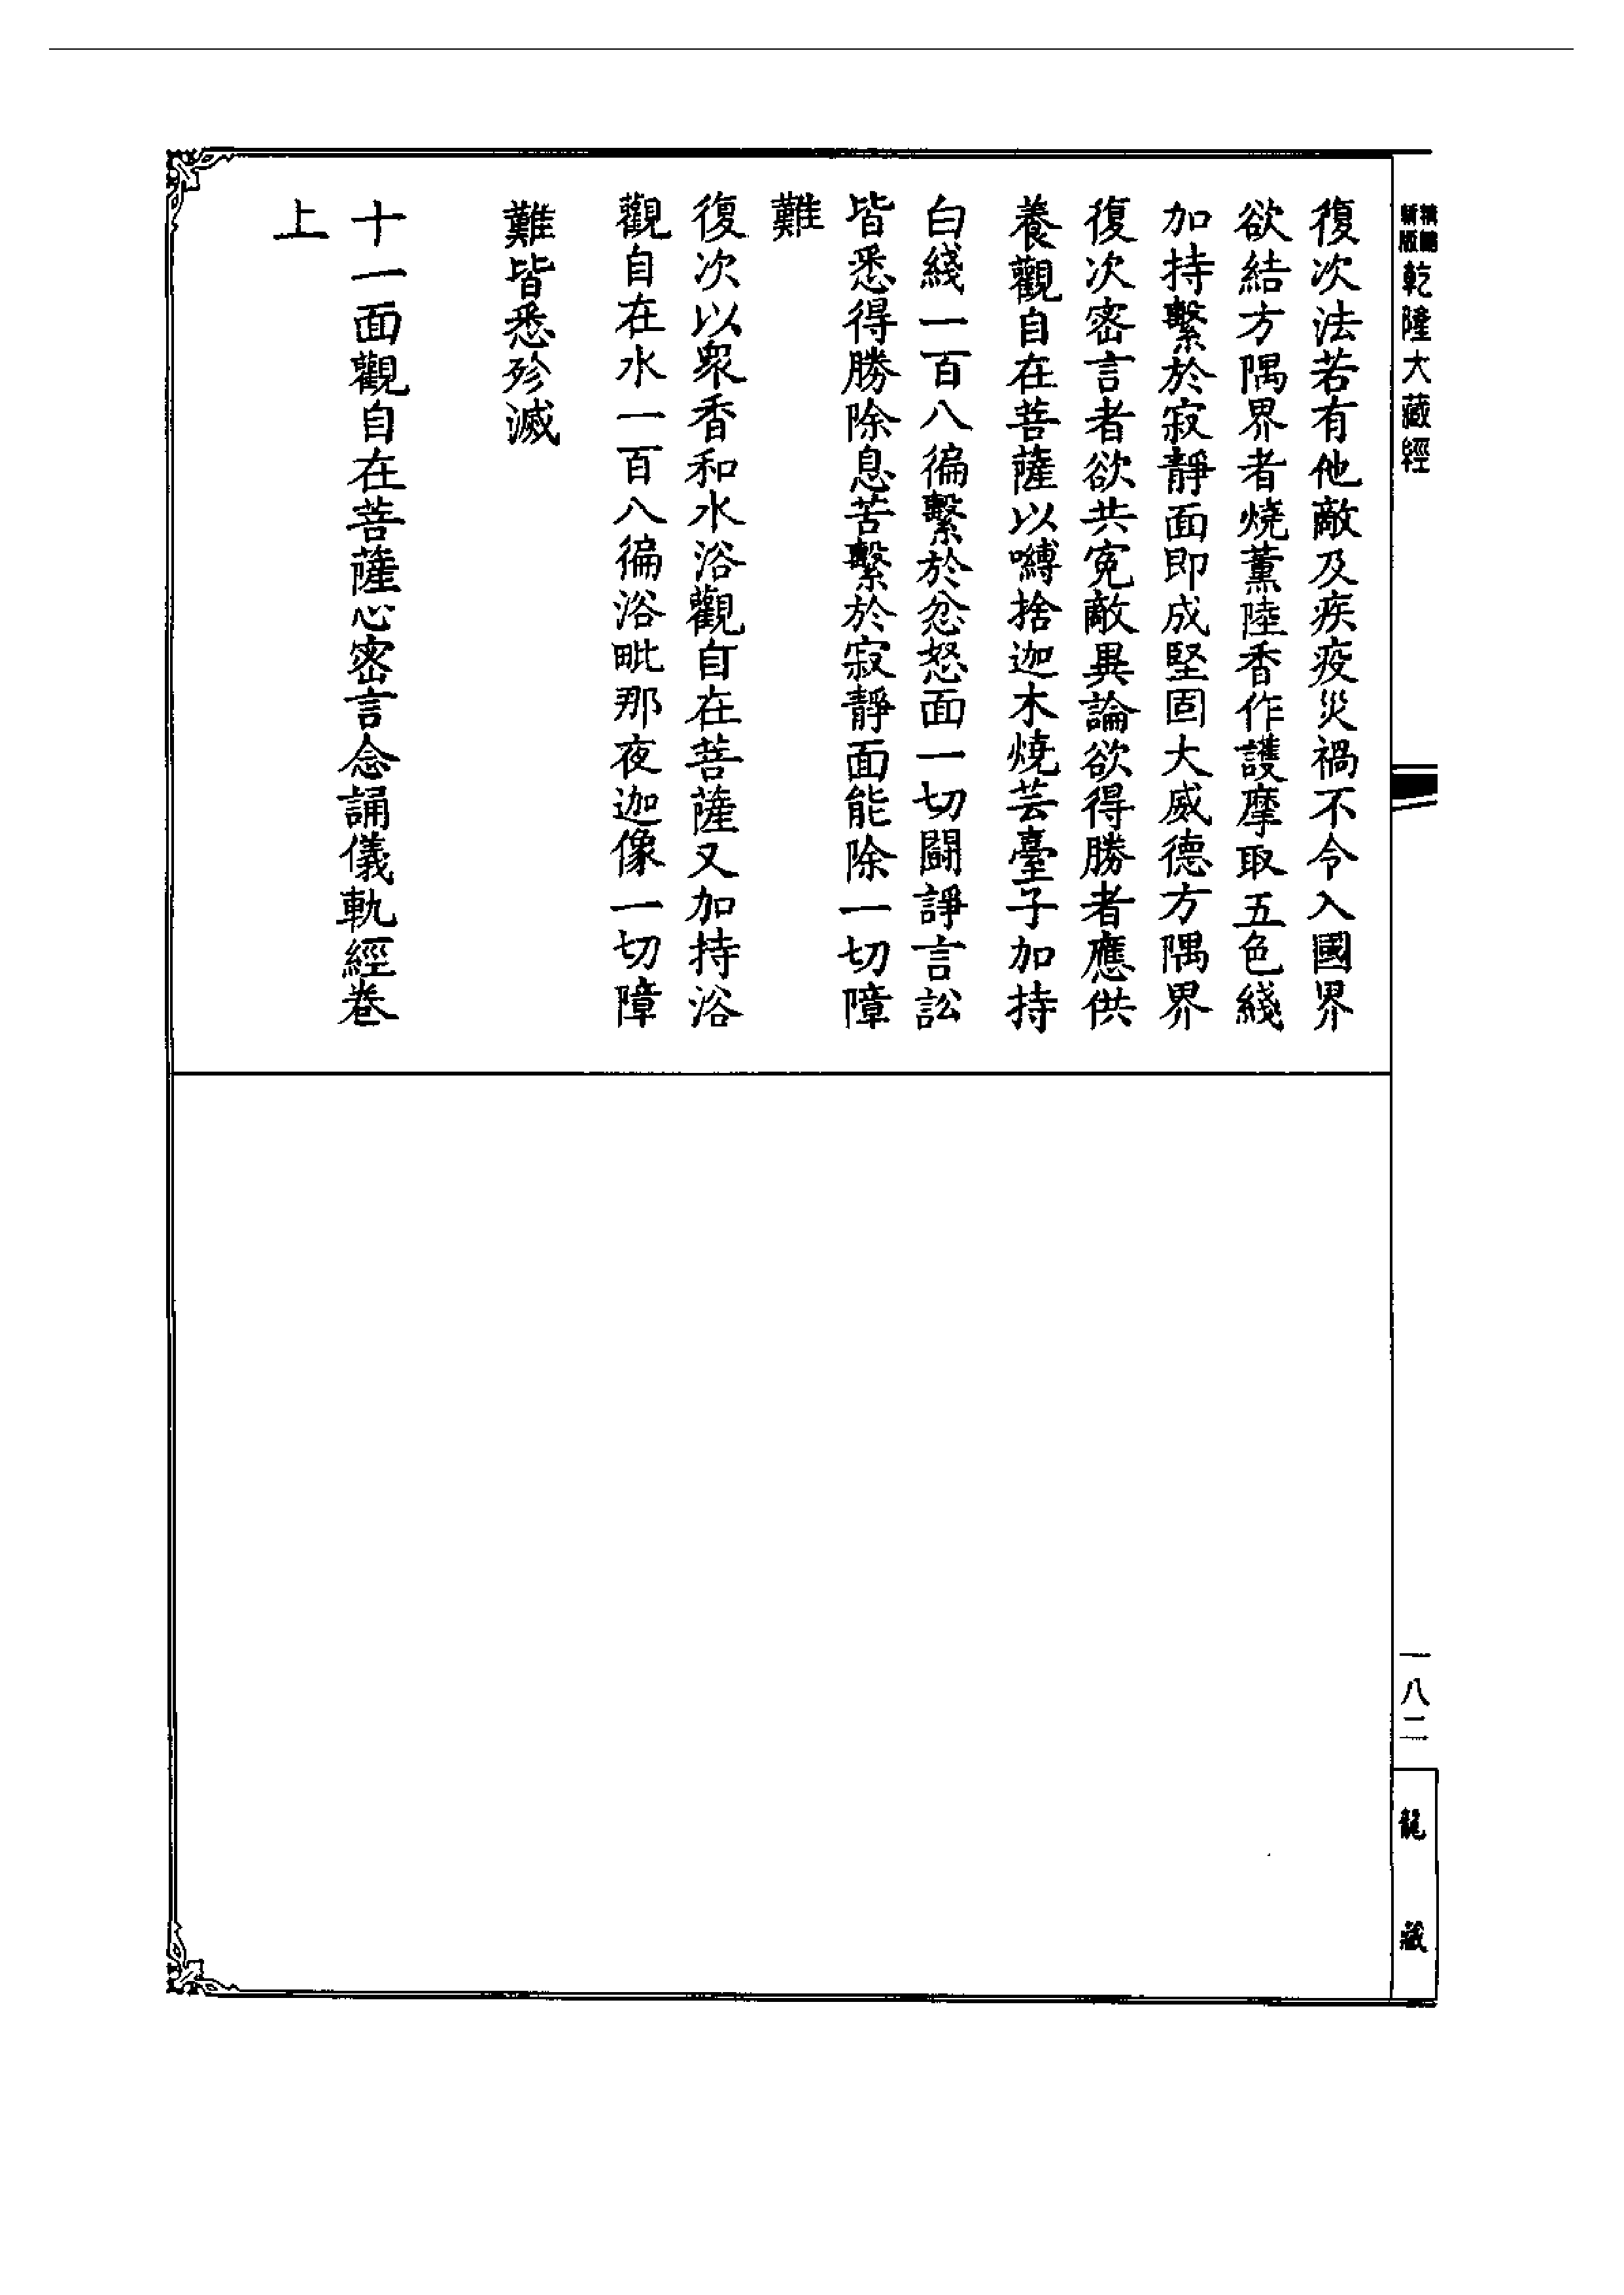 復次法若有他敵及疾疫災禍不令入國界
欲結方隅界者燒薰陸香作護摩取五色綫
加持繫於寂靜面即成堅固大威德方隅界
復次密言者欲共寃敵異論欲得勝者應供
養觀自在菩薩以嚩捨迦木燒芸臺子加持
白綫一百八徧繫於忿怒面一切鬪諍言訟
皆悉得勝除息苦繫於寂靜面能除一切障
難
復次以衆香和水浴觀自在菩薩又加持浴
觀自在水一百八徧浴毗那夜迦像一切障
難皆悉殄滅
十一面觀自在菩薩心密言念誦儀軌經卷
上
新版
乾隆大藏經
一八二
龍藏